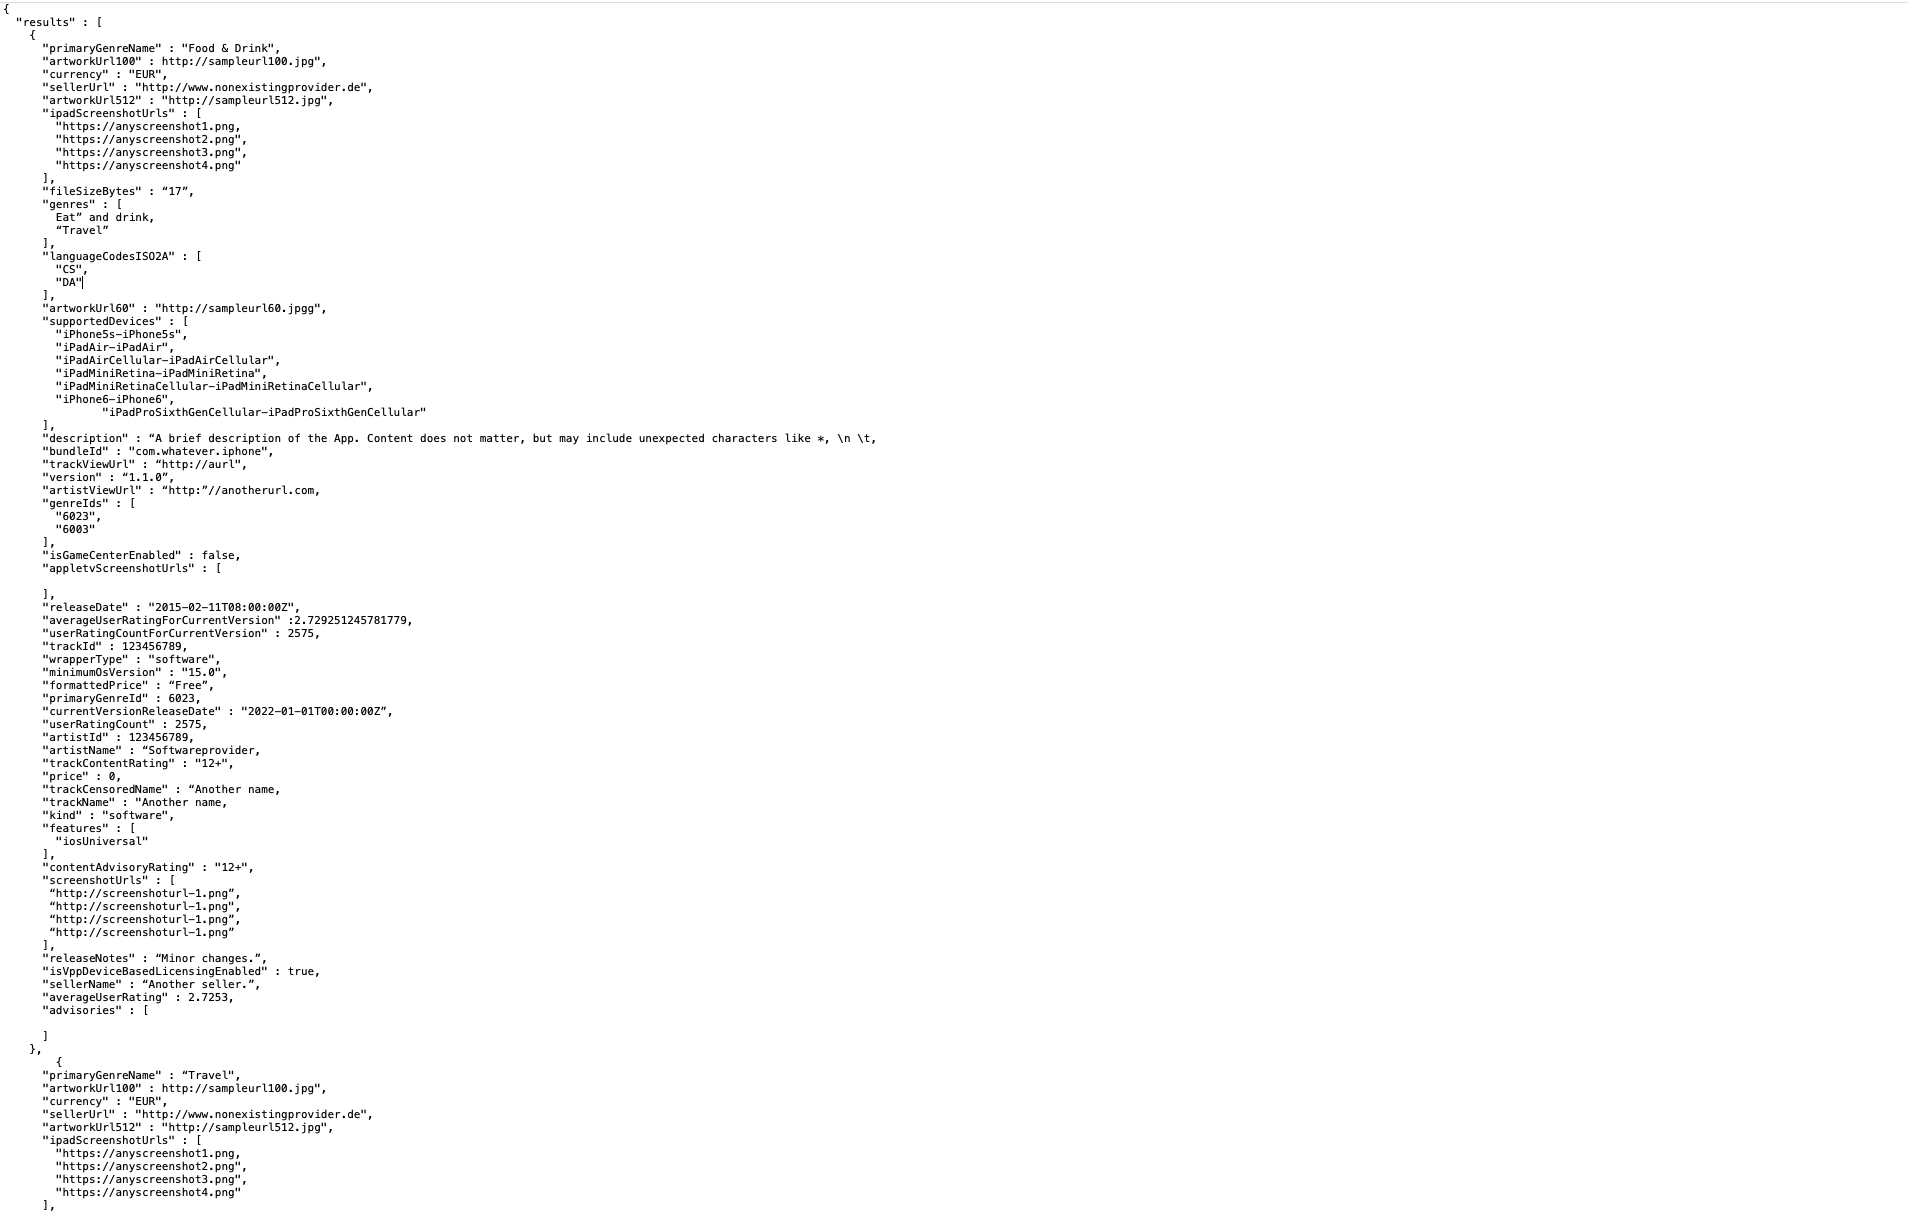 {
  "results" : [
    {
      "primaryGenreName" : "Food & Drink",
      "artworkUrl100" : http://sampleurl100.jpg",
      "currency" : "EUR",
      "sellerUrl" : "http://www.nonexistingprovider.de",
      "artworkUrl512" : "http://sampleurl512.jpg",
      "ipadScreenshotUrls" : [
        "https://anyscreenshot1.png,
        "https://anyscreenshot2.png",
        "https://anyscreenshot3.png",
        "https://anyscreenshot4.png"
      ],
      "fileSizeBytes" : “17”,
      "genres" : [
        Eat” and drink,
        “Travel”
      ],
      "languageCodesISO2A" : [
        "CS",
        "DA"
      ],
      "artworkUrl60" : "http://sampleurl60.jpgg",
      "supportedDevices" : [
        "iPhone5s-iPhone5s",
        "iPadAir-iPadAir",
        "iPadAirCellular-iPadAirCellular",
        "iPadMiniRetina-iPadMiniRetina",
        "iPadMiniRetinaCellular-iPadMiniRetinaCellular",
        "iPhone6-iPhone6",
               "iPadProSixthGenCellular-iPadProSixthGenCellular"
      ],
      "description" : “A brief description of the App. Content does not matter, but may include unexpected characters like *, \n \t,
      "bundleId" : "com.whatever.iphone",
      "trackViewUrl" : “http://aurl",
      "version" : “1.1.0”,
      "artistViewUrl" : “http:”//anotherurl.com,
      "genreIds" : [
        "6023",
        "6003"
      ],
      "isGameCenterEnabled" : false,
      "appletvScreenshotUrls" : [

      ],
      "releaseDate" : "2015-02-11T08:00:00Z",
      "averageUserRatingForCurrentVersion" :2.729251245781779,
      "userRatingCountForCurrentVersion" : 2575,
      "trackId" : 123456789,
      "wrapperType" : "software",
      "minimumOsVersion" : "15.0",
      "formattedPrice" : “Free”,
      "primaryGenreId" : 6023,
      "currentVersionReleaseDate" : "2022-01-01T00:00:00Z”,
      "userRatingCount" : 2575,
      "artistId" : 123456789,
      "artistName" : “Softwareprovider,
      "trackContentRating" : "12+",
      "price" : 0,
      "trackCensoredName" : “Another name,
      "trackName" : "Another name,
      "kind" : "software",
      "features" : [
        "iosUniversal"
      ],
      "contentAdvisoryRating" : "12+",
      "screenshotUrls" : [
       “http://screenshoturl-1.png”,
       “http://screenshoturl-1.png",
       “http://screenshoturl-1.png”,
       “http://screenshoturl-1.png”
      ],
      "releaseNotes" : “Minor changes.”,
      "isVppDeviceBasedLicensingEnabled" : true,
      "sellerName" : “Another seller.”,
      "averageUserRating" : 2.7253,
      "advisories" : [

      ]
    },
        {
      "primaryGenreName" : “Travel",
      "artworkUrl100" : http://sampleurl100.jpg",
      "currency" : "EUR",
      "sellerUrl" : "http://www.nonexistingprovider.de",
      "artworkUrl512" : "http://sampleurl512.jpg",
      "ipadScreenshotUrls" : [
        "https://anyscreenshot1.png,
        "https://anyscreenshot2.png",
        "https://anyscreenshot3.png",
        "https://anyscreenshot4.png"
      ],